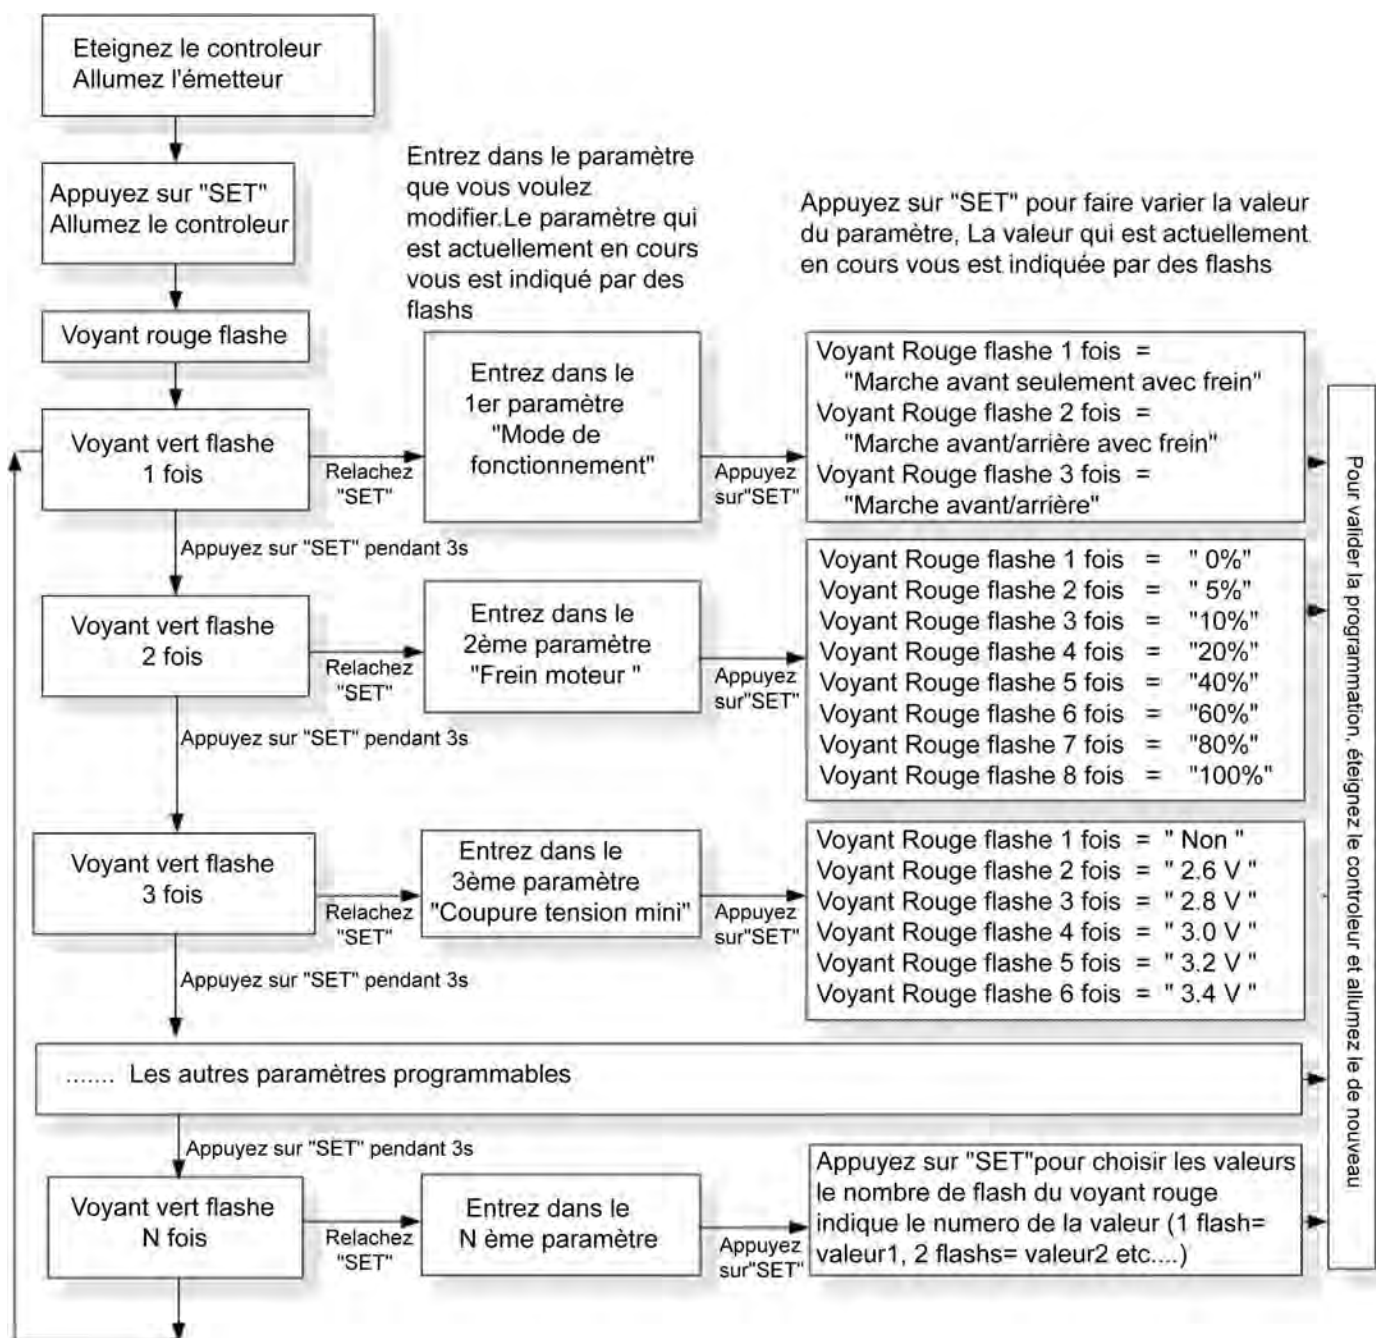 Eteignez le controleur
Allumez l'émetteur
Appuyez sur "SET"
Allumez le controleur
Entrez dans le paramètre
que vous voulez
modifier.Le paramètre qui
est actuellement en cours
vous est indiqué par des
flashs
Appuyez sur "SET" pour faire varier la valeur
du paramètre, La valeur qui est actuellement
en cours vous est indiquée par des flashs
Voyant rouge flashe
Voyant vert flashe
1 fois
Relachez
"SET"
Entrez dans le
1er paramètre
"Mode de
fonctionnement"
Appuyez
sur"SET"
Voyant Rouge flashe 1 fois =
"Marche avant seulement avec frein"
Voyant Rouge flashe 2 fois =
"Marche avant/arrière avec frein"
Voyant Rouge flashe 3 fois =
"Marche avant/arrière"
Appuyez sur "SET" pendant 3s
Voyant vert flashe
2 fois
Relachez
"SET"
Entrez dans le
2ème paramètre
"Frein moteur "
Appuyez
sur"SET"
Voyant Rouge flashe 1 fois = " 0%"
Voyant Rouge flashe 2 fois = " 5%"
Voyant Rouge flashe 3 fois = "10%"
Voyant Rouge flashe 4 fois = "20%"
Voyant Rouge flashe 5 fois = "40%"
Voyant Rouge flashe 6 fois = "60%"
Voyant Rouge flashe 7 fois = "80%"
Voyant Rouge flashe 8 fois = "100%"
Appuyez sur "SET" pendant 3s
Voyant vert flashe
3 fois
Relachez
"SET"
Entrez dans le
3ème paramètre
"Coupure tension mini"
Appuyez
sur"SET"
Voyant Rouge flashe 1 fois = " Non "
Voyant Rouge flashe 2 fois = " 2.6 V "
Voyant Rouge flashe 3 fois = " 2.8 V "
Voyant Rouge flashe 4 fois = " 3.0 V "
Voyant Rouge flashe 5 fois = " 3.2 V "
Voyant Rouge flashe 6 fois = " 3.4 V "
Appuyez sur "SET" pendant 3s
....... Les autres paramètres programmables
Appuyez sur "SET" pendant 3s
Voyant vert flashe
N fois
Relachez
"SET"
Entrez dans le
N ème paramètre
Appuyez
sur"SET"
Appuyez sur "SET"pour choisir les valeurs
le nombre de flash du voyant rouge
indique le numero de la valeur (1 flash=
valeur1, 2 flashs= valeur2 etc....)
Pour valider la programmation, éteignez le controleur et allumez le de nouveau